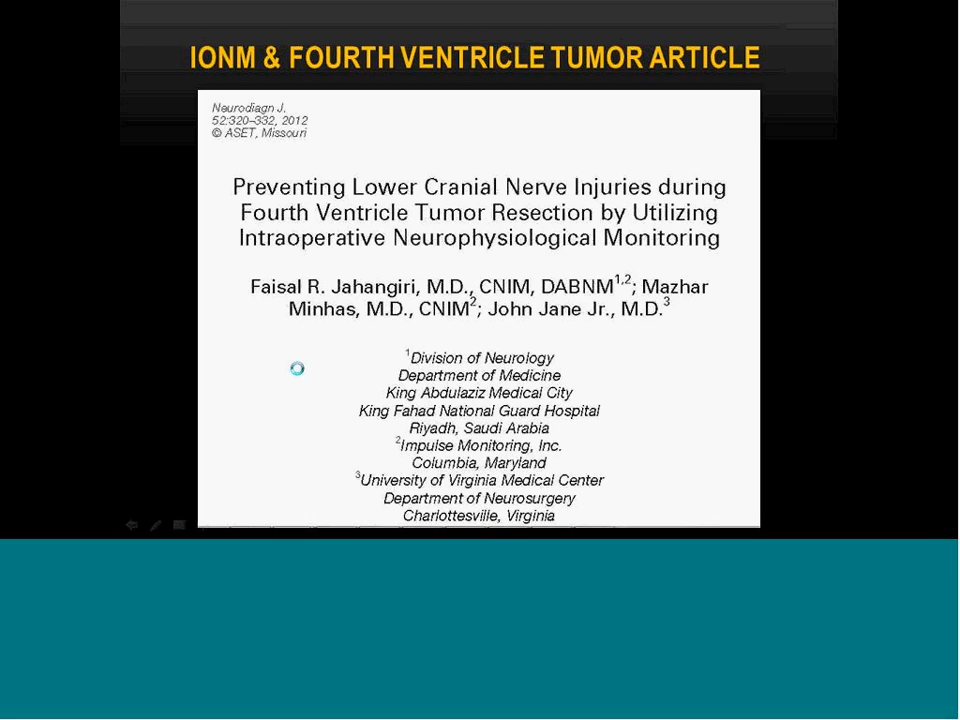 IONM & FOURTH VENTRICLE TUMOR ARTICLE
Neurodiagn J.
52:320–332, 2012
© ASET, Missouri
Preventing Lower Cranial Nerve Injuries during
Fourth Ventricle Tumor Resection by Utilizing
Intraoperative Neurophysiological Monitoring
Faisal R. Jahangiri, M.D., CNIM, DABNM1,2; Mazhar
Minhas, M.D., CNIM2; John Jane Jr., M.D.3
1Division of Neurology
Department of Medicine
King Abdulaziz Medical City
King Fahad National Guard Hospital
Riyadh, Saudi Arabia
2Impulse Monitoring, Inc.
Columbia, Maryland
3University of Virginia Medical Center
Department of Neurosurgery
Charlottesville, Virginia